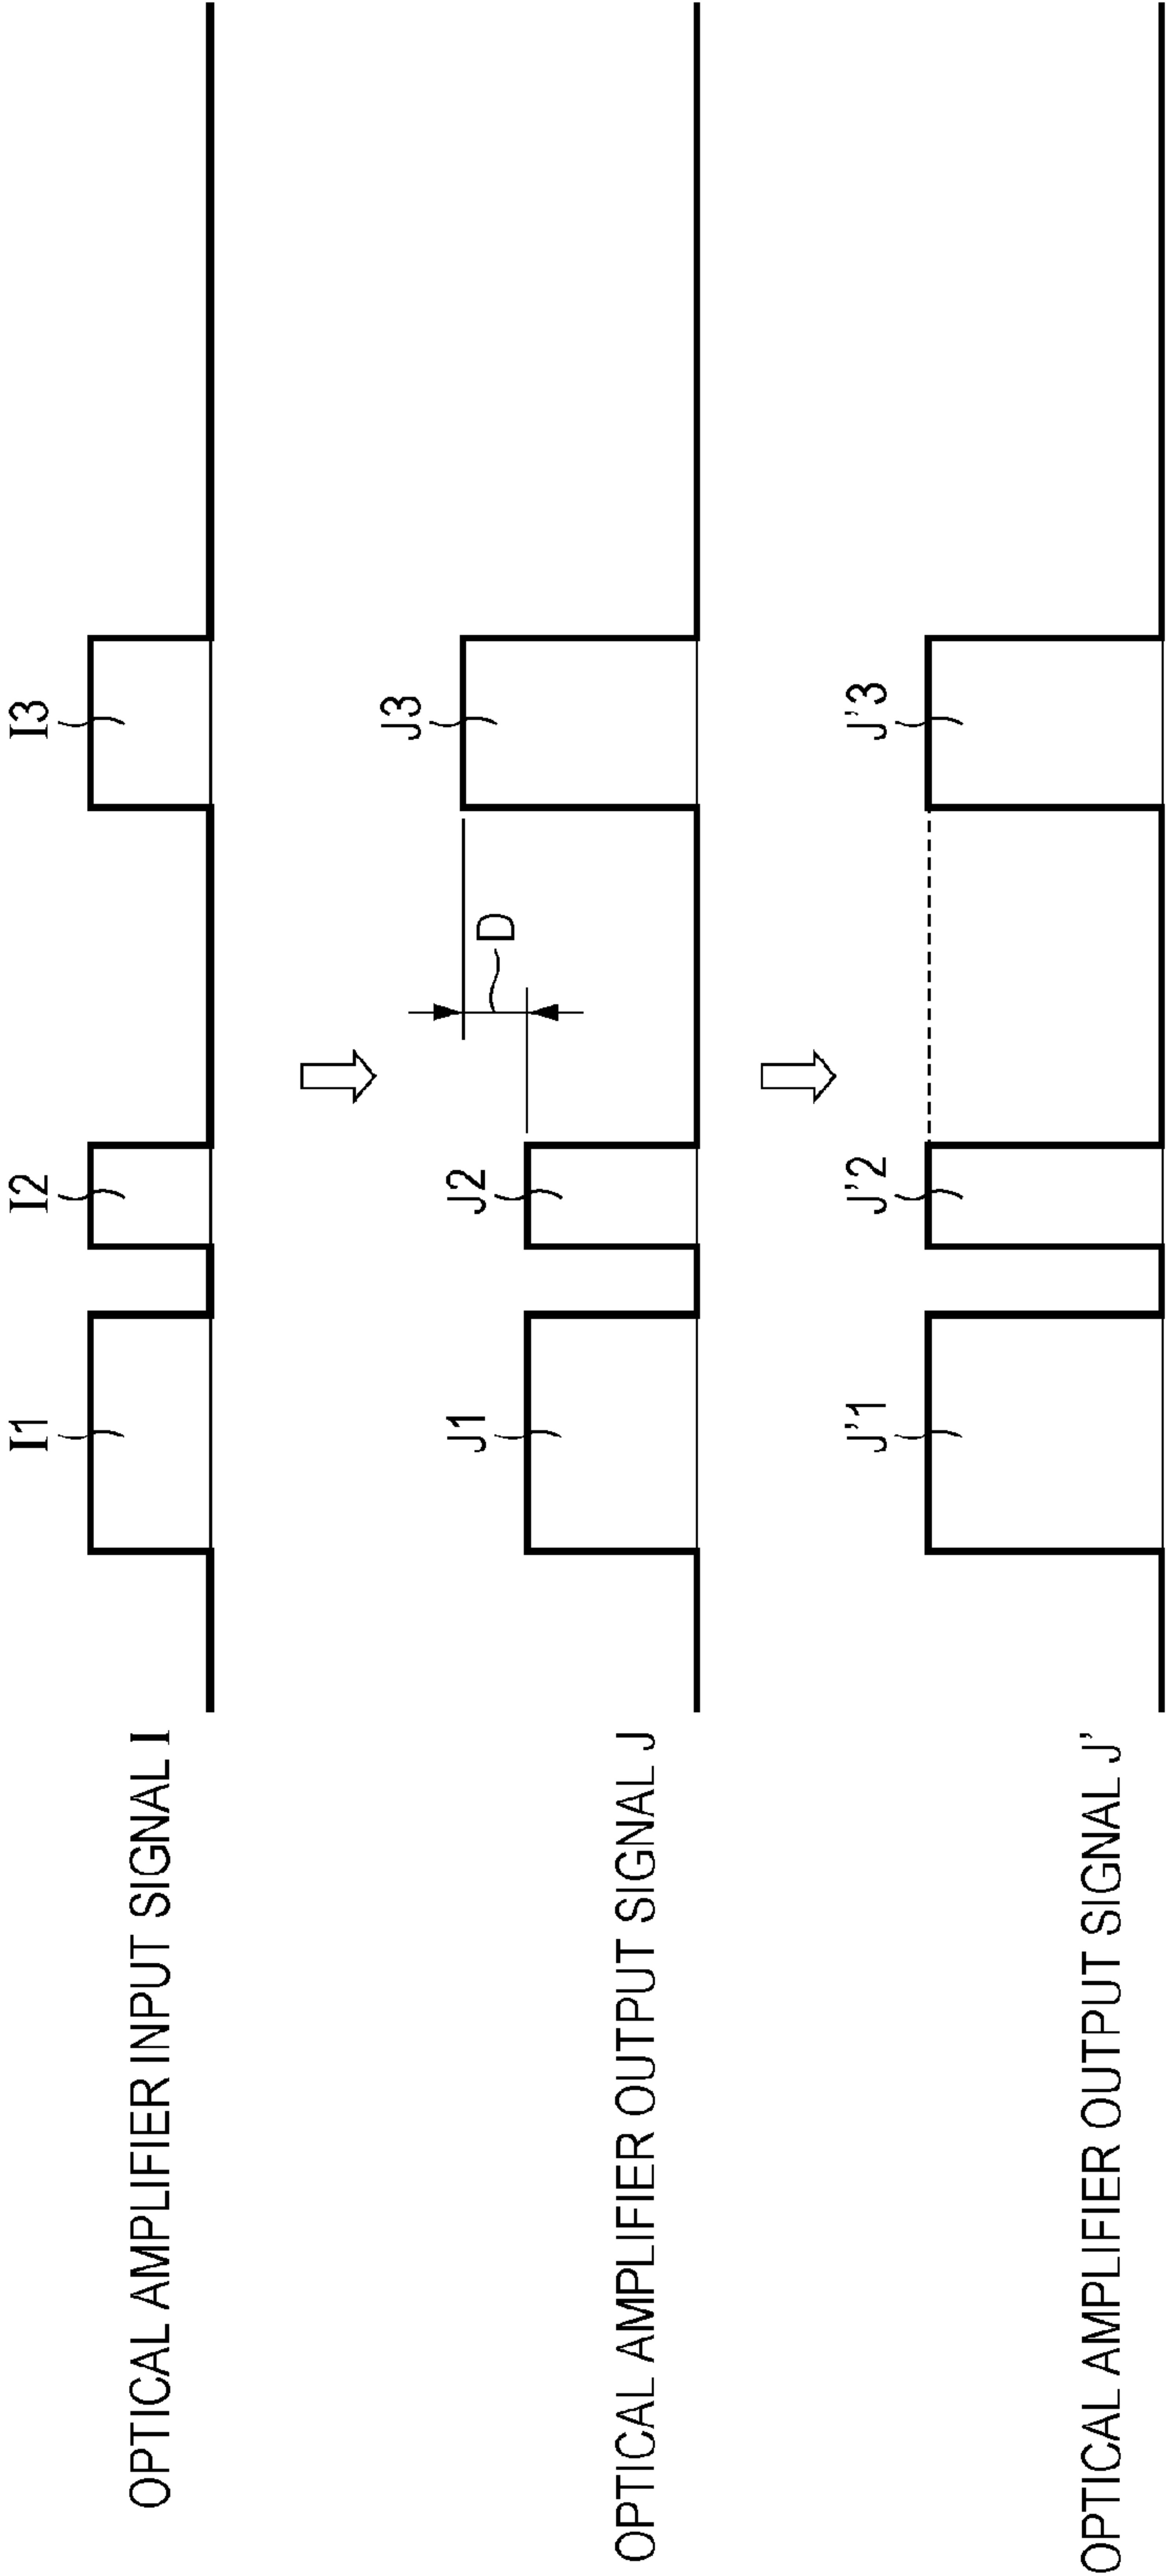 I1
I2
I3
OPTICAL AMPLIFIER INPUT SIGNAL I
J1
J2
D
J3
OPTICAL AMPLIFIER OUTPUT SIGNAL J
J'1
J'2
J'3
OPTICAL AMPLIFIER OUTPUT SIGNAL J'